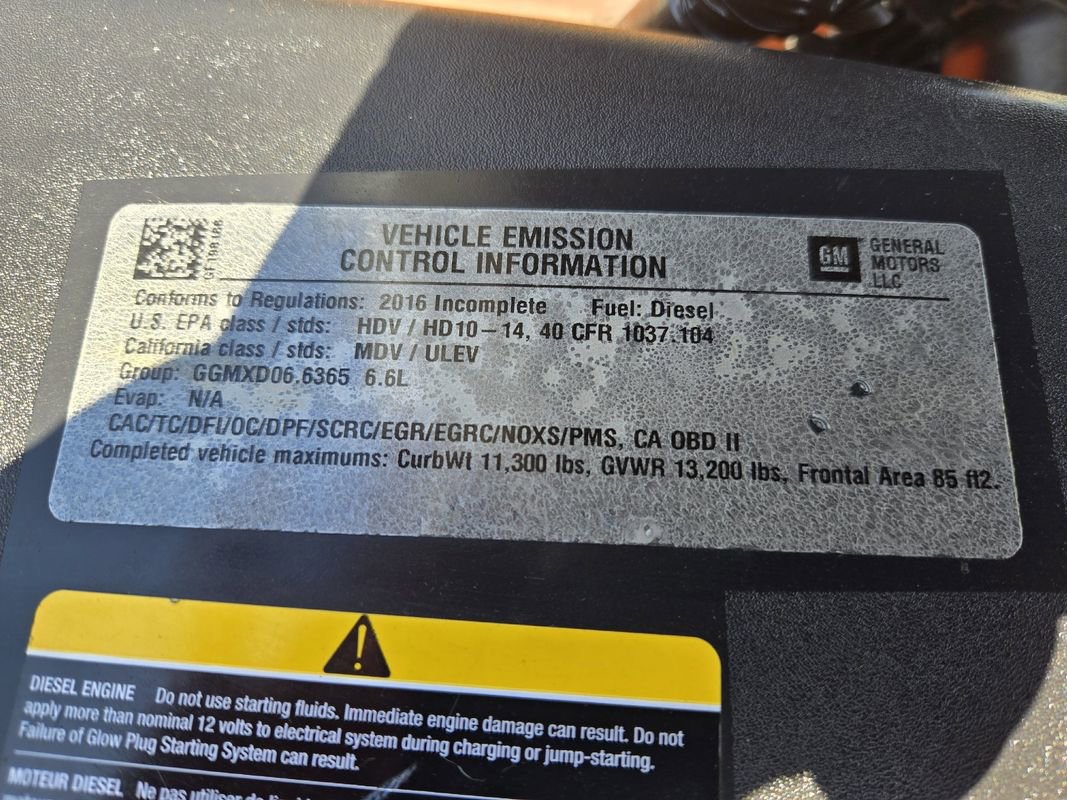 VEHICLE EMISSION
CONTROL INFORMATION
GM GENERAL
MOTORS
LLC
Conforms to Regulations: 2016 Incomplete Fuel: Diesel
U.S. EPA class / stds: HDV / HD10-14, 40 CFR 1037.104
California class / stds: MDV / ULEV
Group: GGMXD06.6365 6.6L
Evap: N/A
CAC/TC/DFI/OC/DPF/SCRC/EGR/EGRC/NOXS/PMS, CA OBD II
Completed vehicle maximums: CurbWt 11,300 lbs, GVWR 13,200 lbs, Frontal Area 85 ft2.
DIESEL ENGINE Do not use starting fluids. Immediate engine damage can result. Do not
apply more than nominal 12 volts to electrical system during charging or jump-starting.
Failure of Glow Plug Starting System can result.
MOTEUR DIESEL Ne pas utiliser de